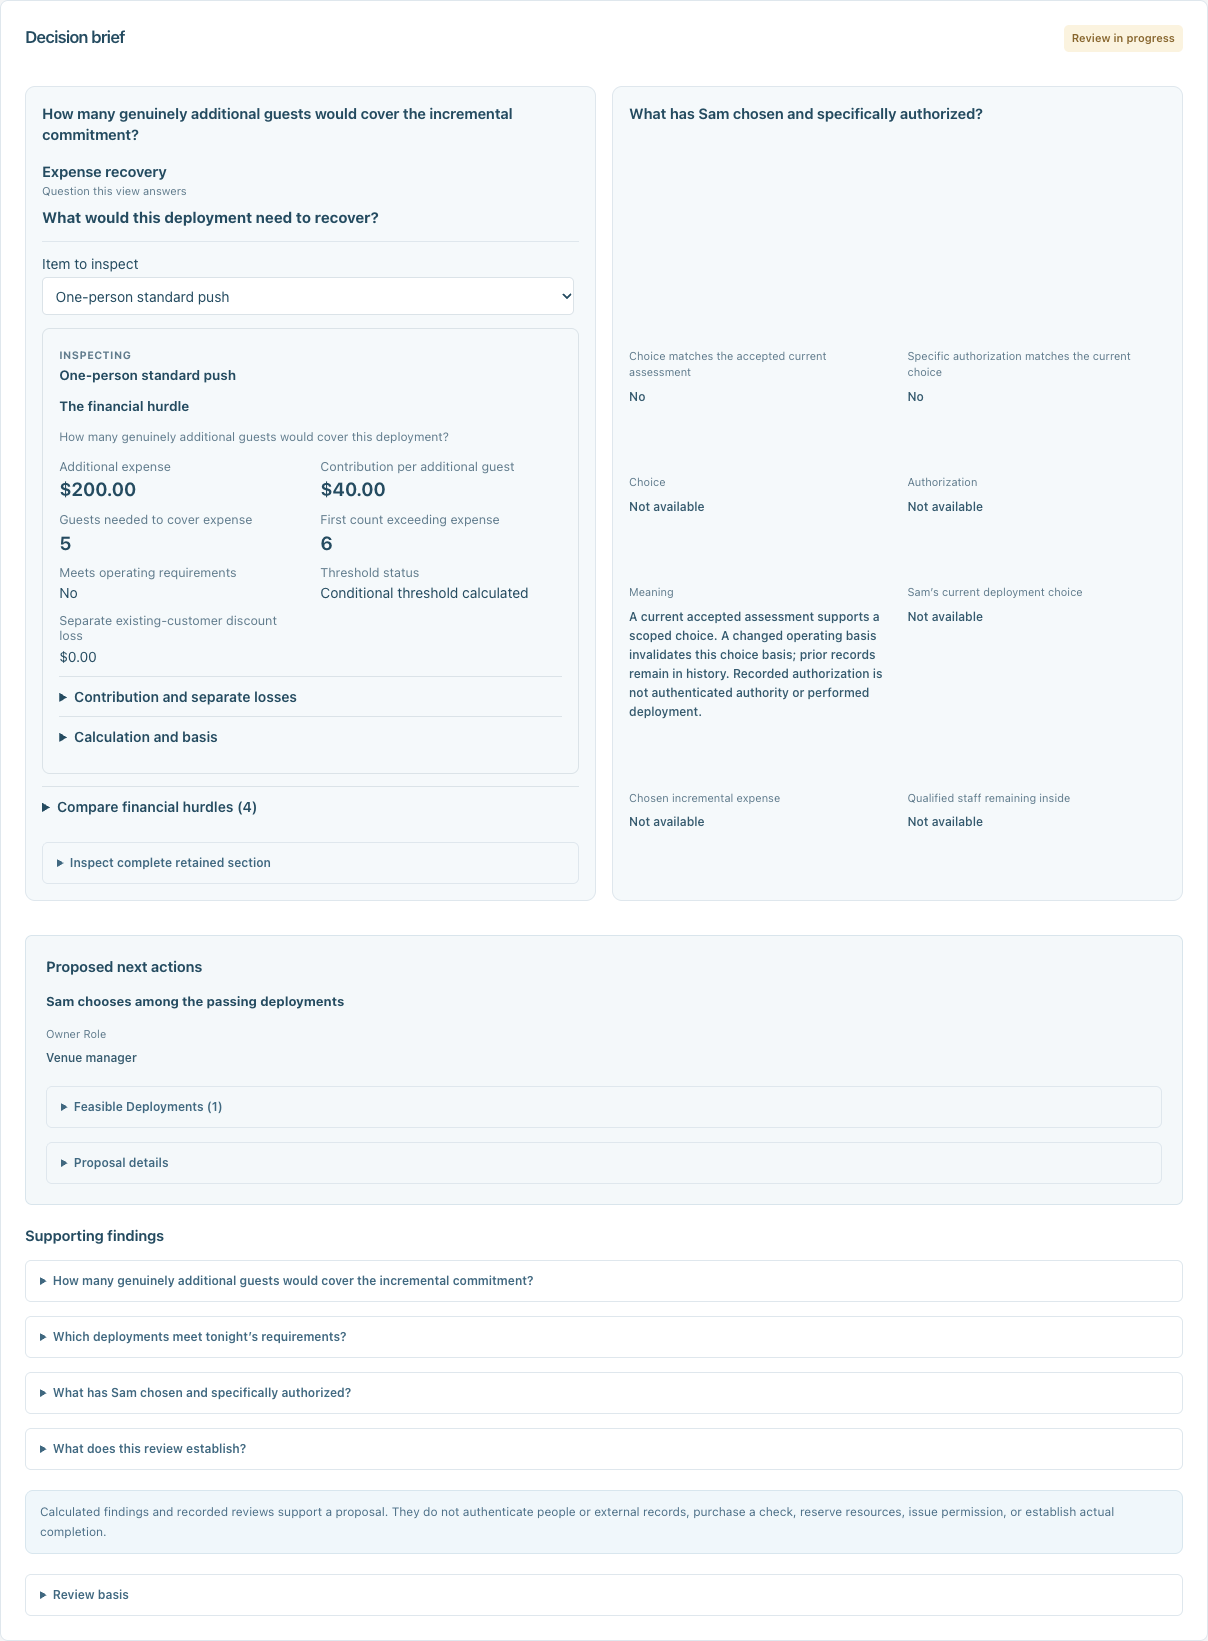 Decision brief
Review in progress
How many genuinely additional guests would cover the incremental
commitment?
Expense recovery
Question this view answers
What would this deployment need to recover?
Item to inspect
One-person standard push
INSPECTING
One-person standard push
The financial hurdle
How many genuinely additional guests would cover this deployment?
Additional expense
$200.00
Contribution per additional guest
$40.00
Guests needed to cover expense
5
First count exceeding expense
6
Meets operating requirements
No
Threshold status
Conditional threshold calculated
Separate existing-customer discount
loss
$0.00
Contribution and separate losses
Calculation and basis
Compare financial hurdles (4)
Inspect complete retained section
What has Sam chosen and specifically authorized?
Choice matches the accepted current
assessment
No
Specific authorization matches the current
choice
No
Choice
Not available
Authorization
Not available
Meaning
A current accepted assessment supports a
scoped choice. A changed operating basis
invalidates this choice basis; prior records
remain in history. Recorded authorization is
not authenticated authority or performed
deployment.
Sam's current deployment choice
Not available
Chosen incremental expense
Not available
Qualified staff remaining inside
Not available
Proposed next actions
Sam chooses among the passing deployments
Owner Role
Venue manager
Feasible Deployments (1)
Proposal details
Supporting findings
How many genuinely additional guests would cover the incremental commitment?
Which deployments meet tonight's requirements?
What has Sam chosen and specifically authorized?
What does this review establish?
Calculated findings and recorded reviews support a proposal. They do not authenticate people or external records, purchase a check, reserve resources, issue permission, or establish actual
completion.
Review basis